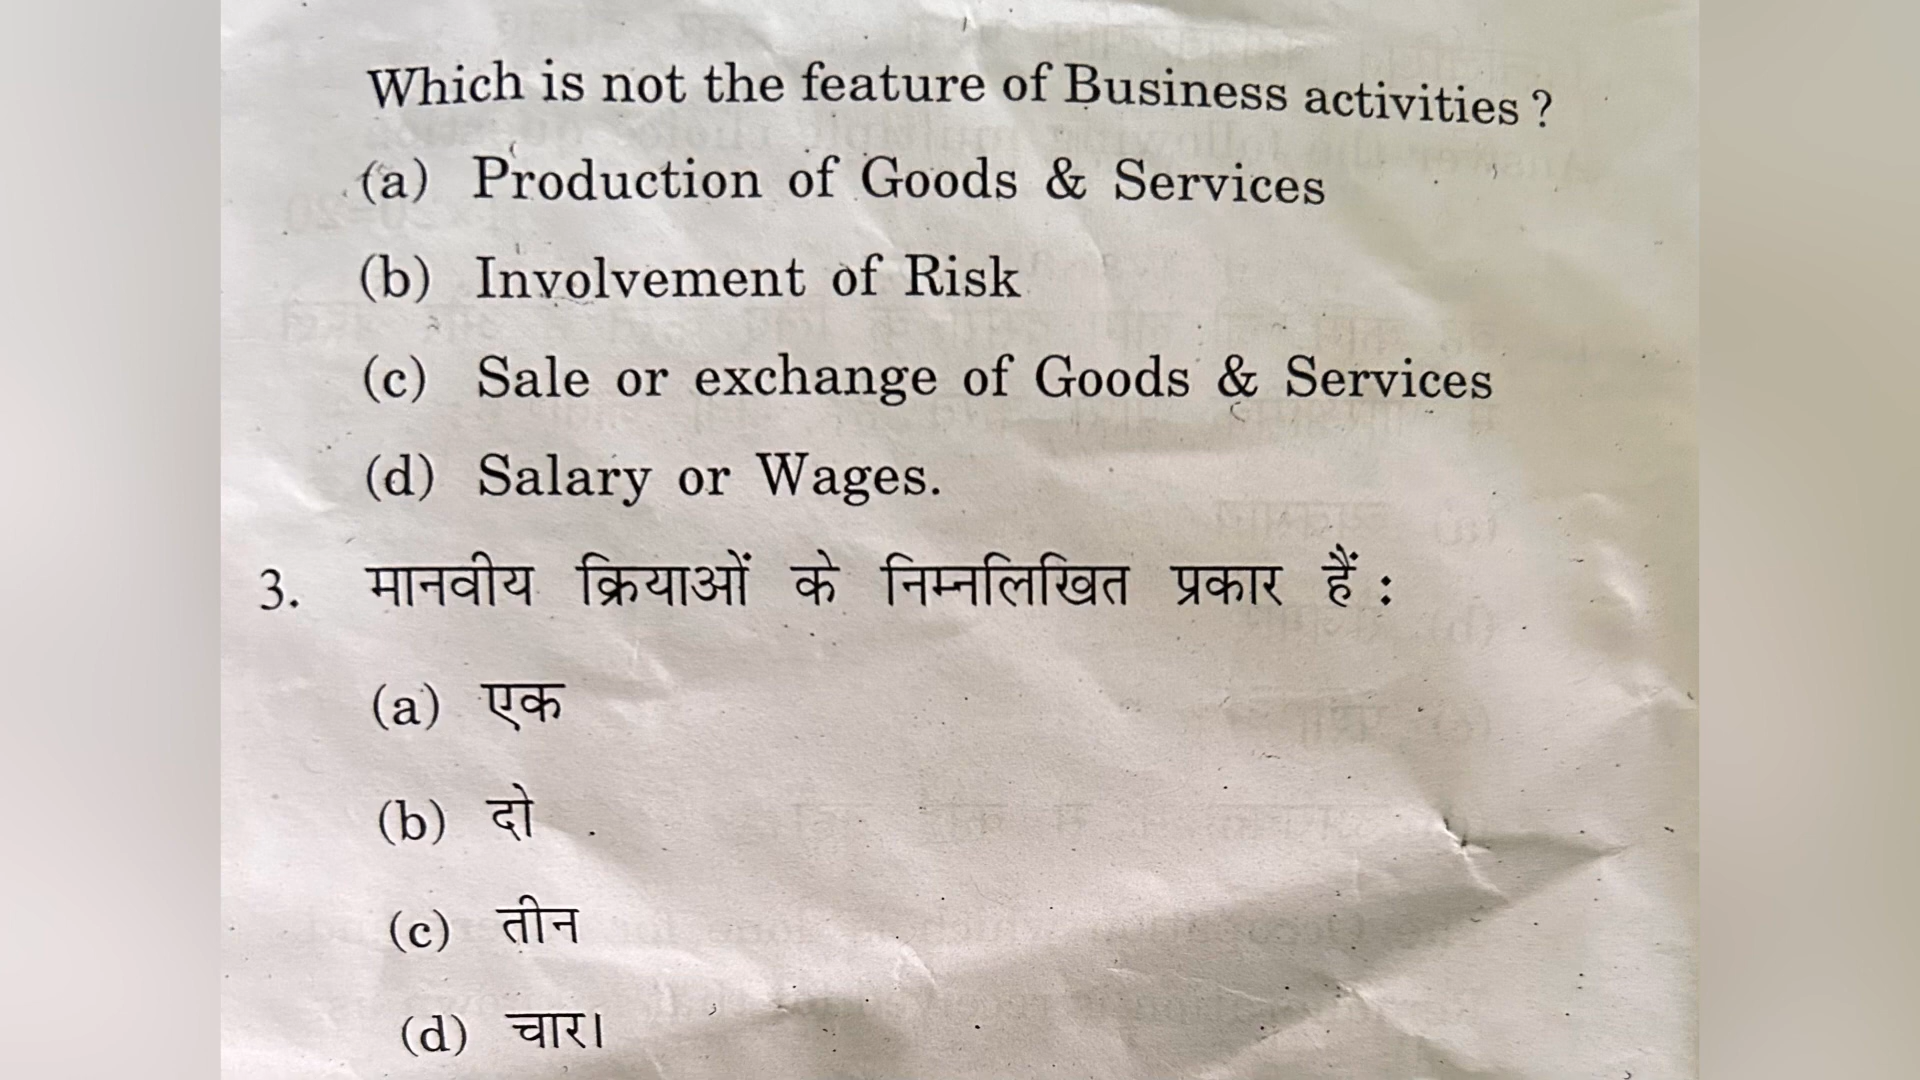 Which is not the feature of Business activities ?
(a) Production of Goods & Services
(b) Involvement of Risk
(c) Sale or exchange of Goods & Services
(d) Salary or Wages.
3. मानवीय क्रियाओं के निम्नलिखित प्रकार हैं :
(a) एक
(b) दो
(c) तीन
(d) चार।